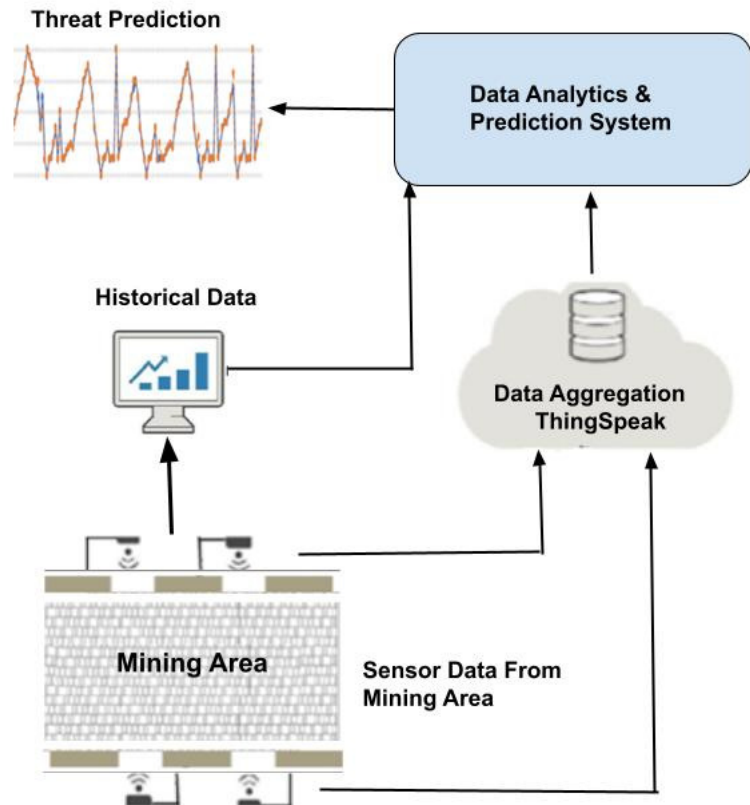 Threat Prediction
Data Analytics &
Prediction System
Historical Data
Data Aggregation
ThingSpeak
Mining Area
Sensor Data From
Mining Area